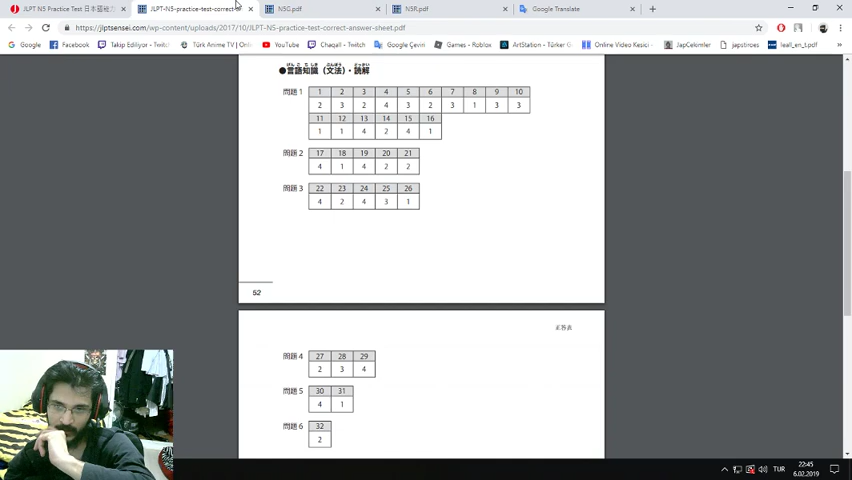 JLPT N5 Practice Test 日本語能力
JLPT-N5-practice-test-correct-
N5G.pdf
N5R.pdf
Google Translate
https://jlptsensei.com/wp-content/uploads/2017/10/JLPT-N5-practice-test-correct-answer-sheet.pdf
Facebook
Takip Ediliyor - Twitch
Türk Anime TV | Onl
YouTube
Chaqall - Twitch
Google Çeviri
Games - Roblox
ArtStation - Türker G
Online Video Kesici -
JapÇekimler
japstroes
leall_en_t.pdf
●言語知識（文法）・読解
問題1 1 2 3 4 5 6 7 8 9 10
2 3 2 4 3 2 3 1 3 3
11 12 13 14 15 16
1 1 4 2 4 1
問題2 17 18 19 20 21
4 1 4 2 2
問題3 22 23 24 25 26
4 2 4 3 1
52
正答表
問題4 27 28 29
2 3 4
問題5 30 31
4 1
問題6 32
2
TUR
22:45
6.02.2019